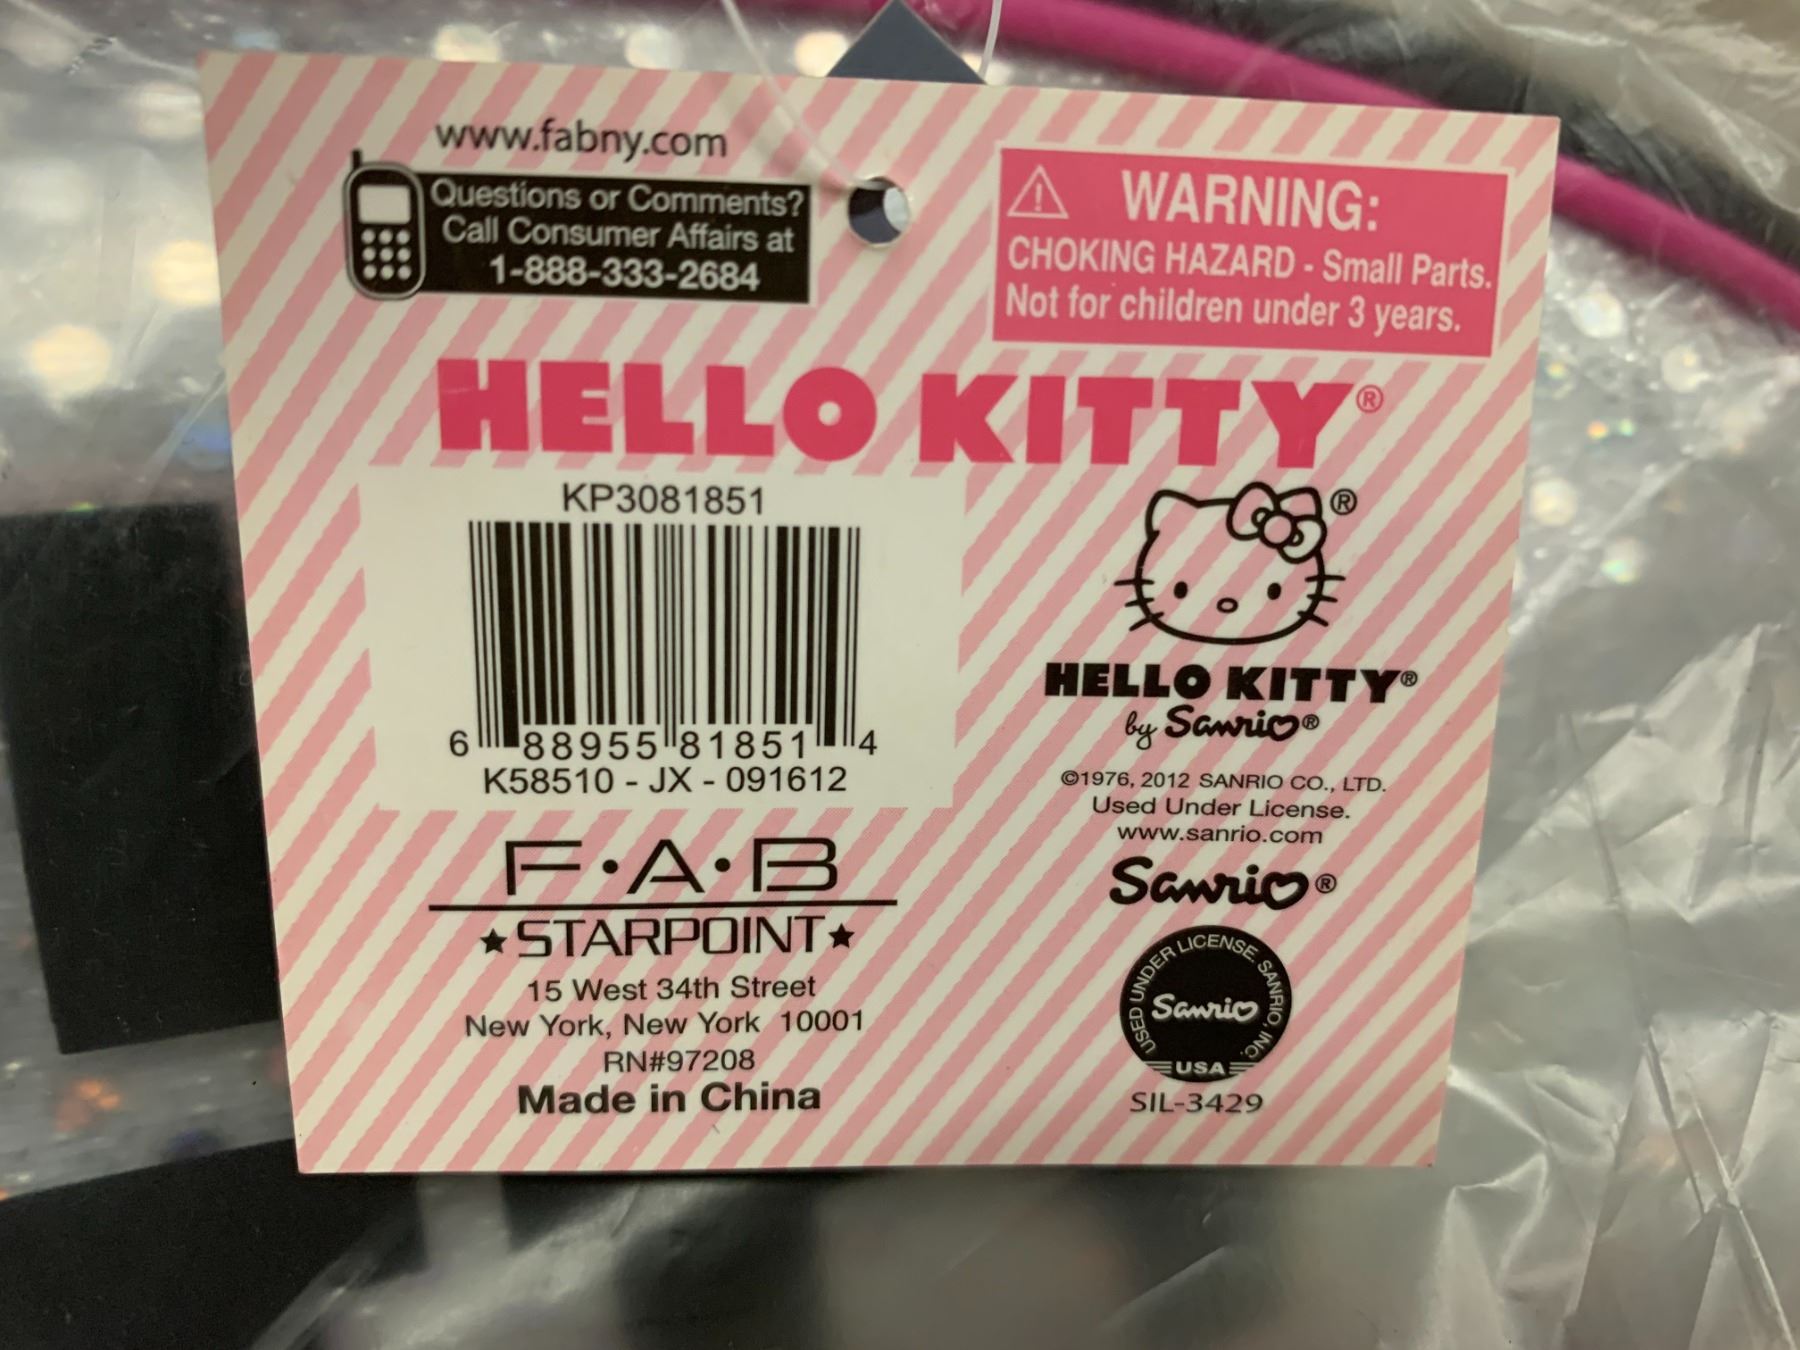 www.fabny.com
Questions or Comments?
Call Consumer Affairs at
1-888-333-2684
WARNING:
CHOKING HAZARD - Small Parts.
Not for children under 3 years.
HELLO KITTY®
KP3081851
6 88955 81851 4
K58510 - JX - 091612
F•A•B
★STARPOINT★
15 West 34th Street
New York, New York 10001
RN#97208
Made in China
®
HELLO KITTY®
by Sanrio®
©1976, 2012 SANRIO CO., LTD.
Used Under License.
www.sanrio.com
Sanrio®
USED UNDER LICENSE. SANRIO, INC.
Sanrio
USA
SIL-3429